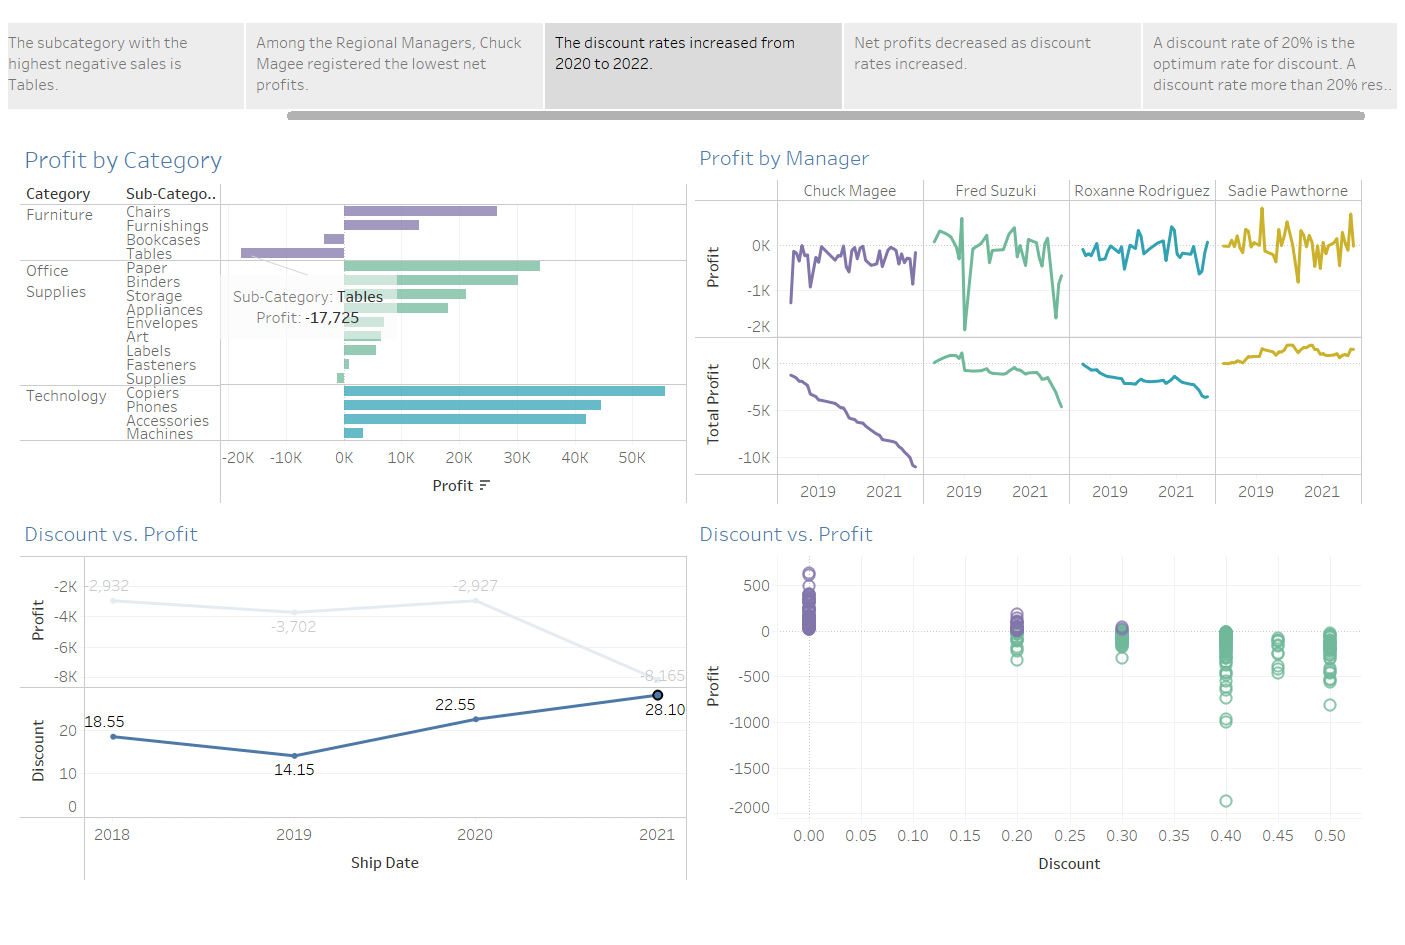 The subcategory with the
highest negative sales is
Tables.
Among the Regional Managers, Chuck
Magee registered the lowest net
profits.
The discount rates increased from
2020 to 2022.
Net profits decreased as discount
rates increased.
A discount rate of 20% is the
optimum rate for discount. A
discount rate more than 20% res..
Profit by Category
Category Sub-Catego..
Furniture
Chairs
Furnishings
Bookcases
Tables
Office
Supplies
Paper
Binders
Storage
Appliances
Envelopes
Art
Labels
Fasteners
Supplies
Technology
Copiers
Phones
Accessories
Machines
Sub-Category: Tables
Profit: -17,725
-20K -10K 0K 10K 20K 30K 40K 50K
Profit
Profit by Manager
Chuck Magee Fred Suzuki Roxanne Rodriguez Sadie Pawthorne
Profit
0K
-1K
-2K
Total Profit
0K
-5K
-10K
2019 2021 2019 2021 2019 2021 2019 2021
Discount vs. Profit
Profit
-2K
-4K
-6K
-8K
-2,932
-3,702
-2,927
-8,165
Discount
20
10
0
18.55
14.15
22.55
28.10
2018 2019 2020 2021
Ship Date
Discount vs. Profit
Profit
500
0
-500
-1000
-1500
-2000
0.00 0.05 0.10 0.15 0.20 0.25 0.30 0.35 0.40 0.45 0.50
Discount